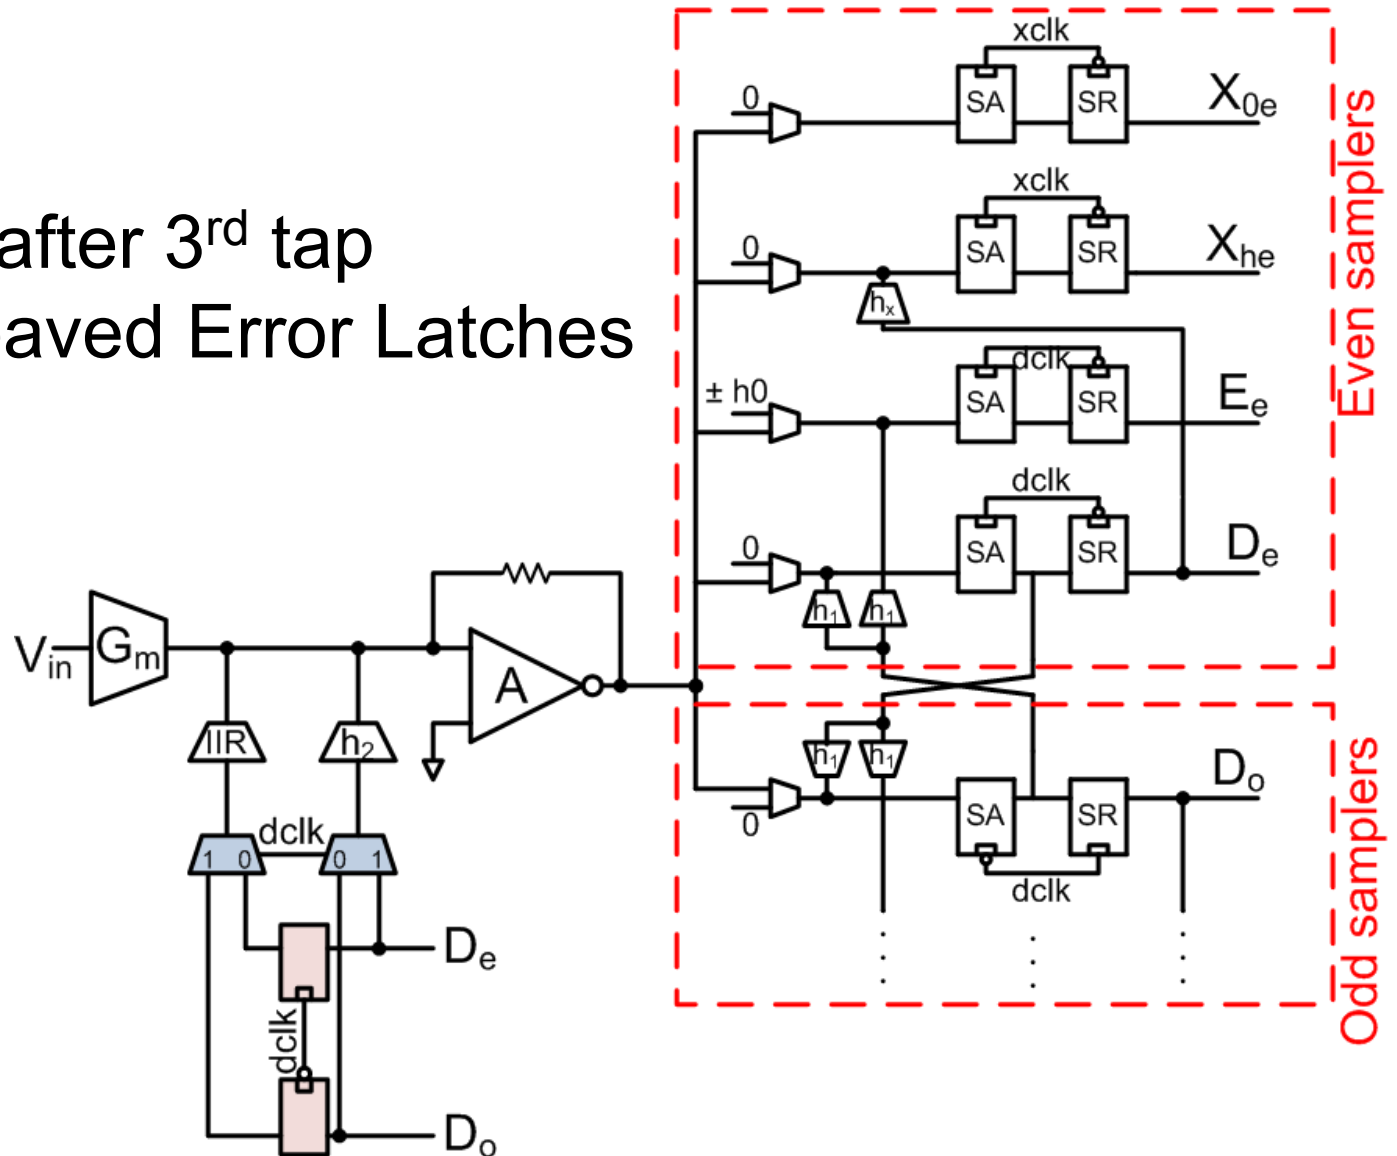 after 3rd tap
aved Error Latches
xclk
0
SA
SR
X0e
xclk
0
SA
SR
Xhe
hx
dclk
± h0
SA
SR
Ee
dclk
0
SA
SR
De
h1
h1
Even samplers
Vin
Gm
A
IIR
h2
dclk
1
0
0
1
De
dclk
Do
h1
h1
0
SA
SR
Do
dclk
Odd samplers